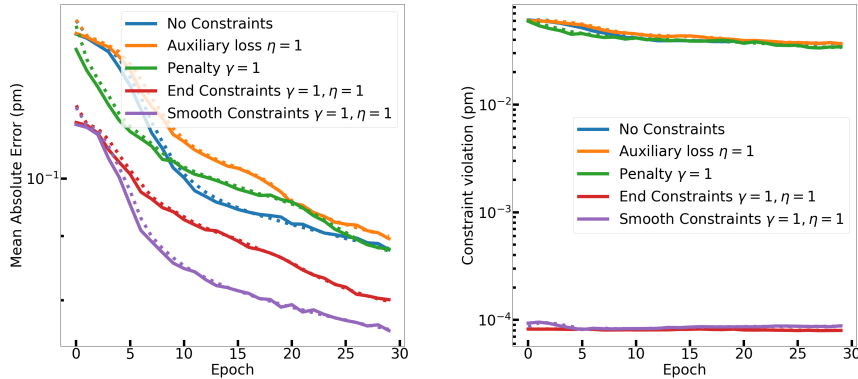 No Constraints
Auxiliary loss η = 1
Penalty γ = 1
End Constraints γ = 1, η = 1
Smooth Constraints γ = 1, η = 1
Mean Absolute Error (pm)
10⁻¹
0 5 10 15 20 25 30
Epoch
No Constraints
Auxiliary loss η = 1
Penalty γ = 1
End Constraints γ = 1, η = 1
Smooth Constraints γ = 1, η = 1
Constraint violation (pm)
10⁻²
10⁻³
10⁻⁴
0 5 10 15 20 25 30
Epoch